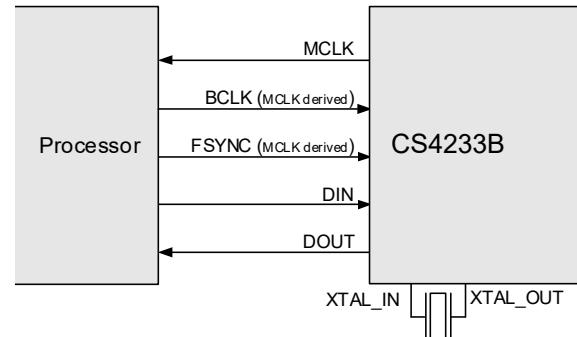 MCLK
BCLK (MCLK derived)
Processor
FSYNC (MCLK derived)
CS4233B
DIN
DOUT
XTAL_IN
XTAL_OUT